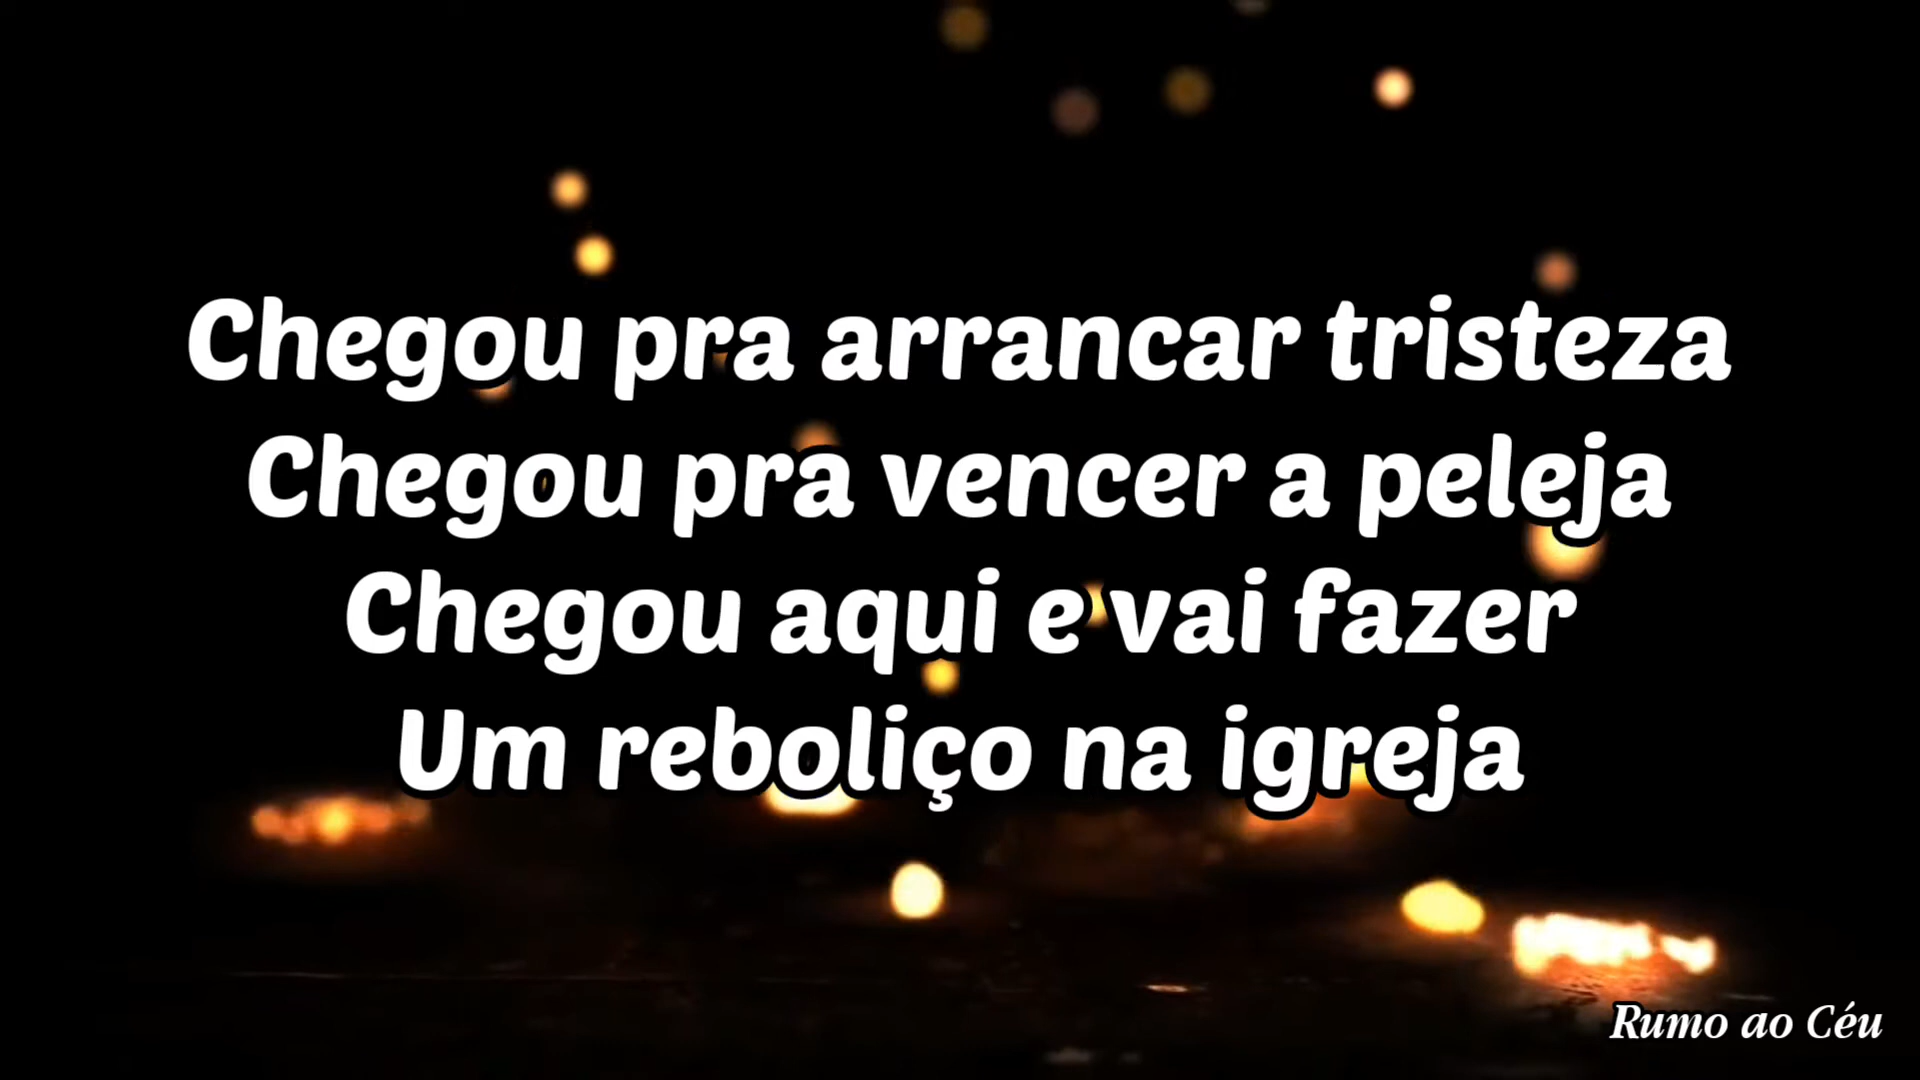 Chegou pra arrancar tristeza
Chegou pra vencer a peleja
Chegou aqui e vai fazer
Um reboliço na igreja
Rumo ao Céu